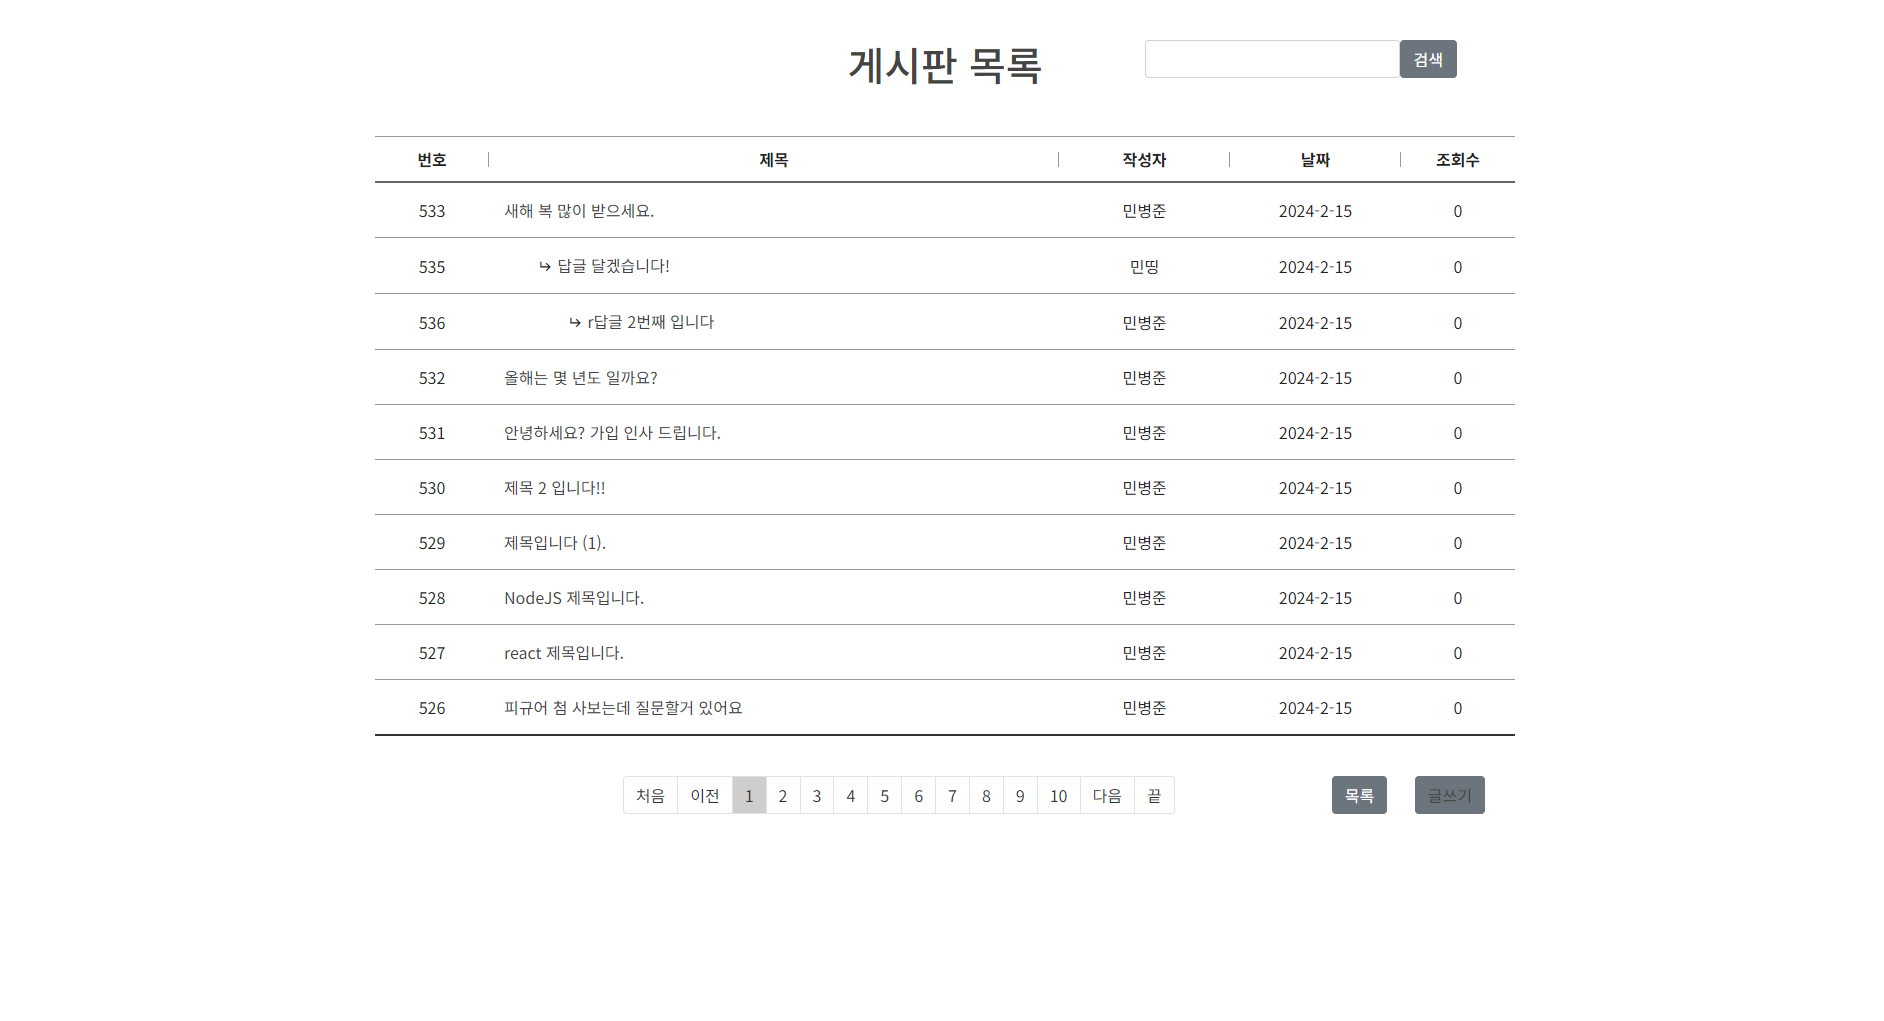 게시판 목록
검색
번호 제목 작성자 날짜 조회수
533 새해 복 많이 받으세요. 민병준 2024-2-15 0
535 ↳ 답글 달겠습니다! 민띵 2024-2-15 0
536 ↳ r답글 2번째 입니다 민병준 2024-2-15 0
532 올해는 몇 년도 일까요? 민병준 2024-2-15 0
531 안녕하세요? 가입 인사 드립니다. 민병준 2024-2-15 0
530 제목 2 입니다!! 민병준 2024-2-15 0
529 제목입니다 (1). 민병준 2024-2-15 0
528 NodeJS 제목입니다. 민병준 2024-2-15 0
527 react 제목입니다. 민병준 2024-2-15 0
526 피규어 첨 사보는데 질문할거 있어요 민병준 2024-2-15 0
처음 이전 1 2 3 4 5 6 7 8 9 10 다음 끝 목록 글쓰기